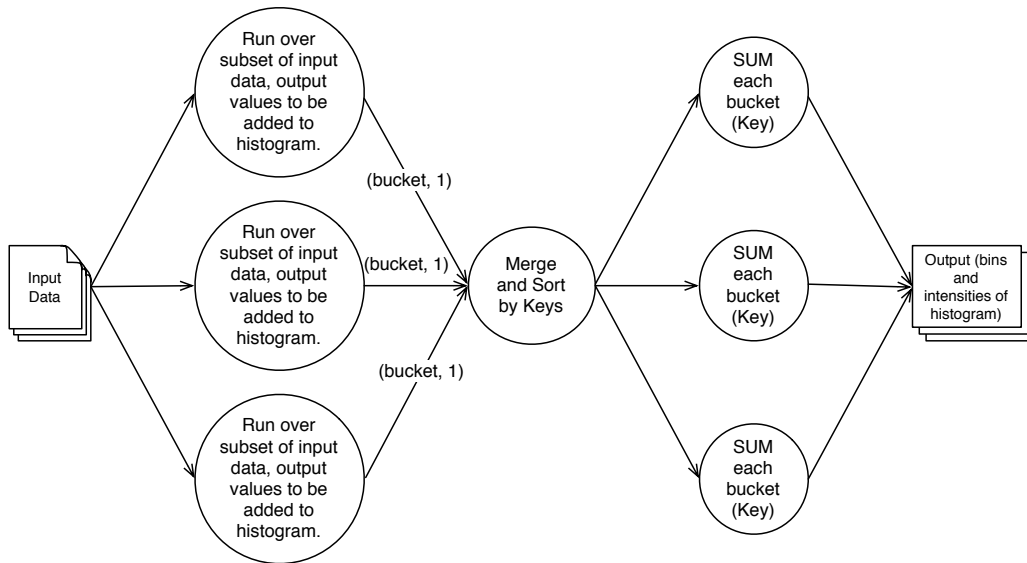 Input
Data
Run over
subset of input
data, output
values to be
added to
histogram.
Run over
subset of input
data, output
values to be
added to
histogram.
Run over
subset of input
data, output
values to be
added to
histogram.
(bucket, 1)
(bucket, 1)
(bucket, 1)
Merge
and Sort
by Keys
SUM
each
bucket
(Key)
SUM
each
bucket
(Key)
SUM
each
bucket
(Key)
Output (bins
and
intensities of
histogram)